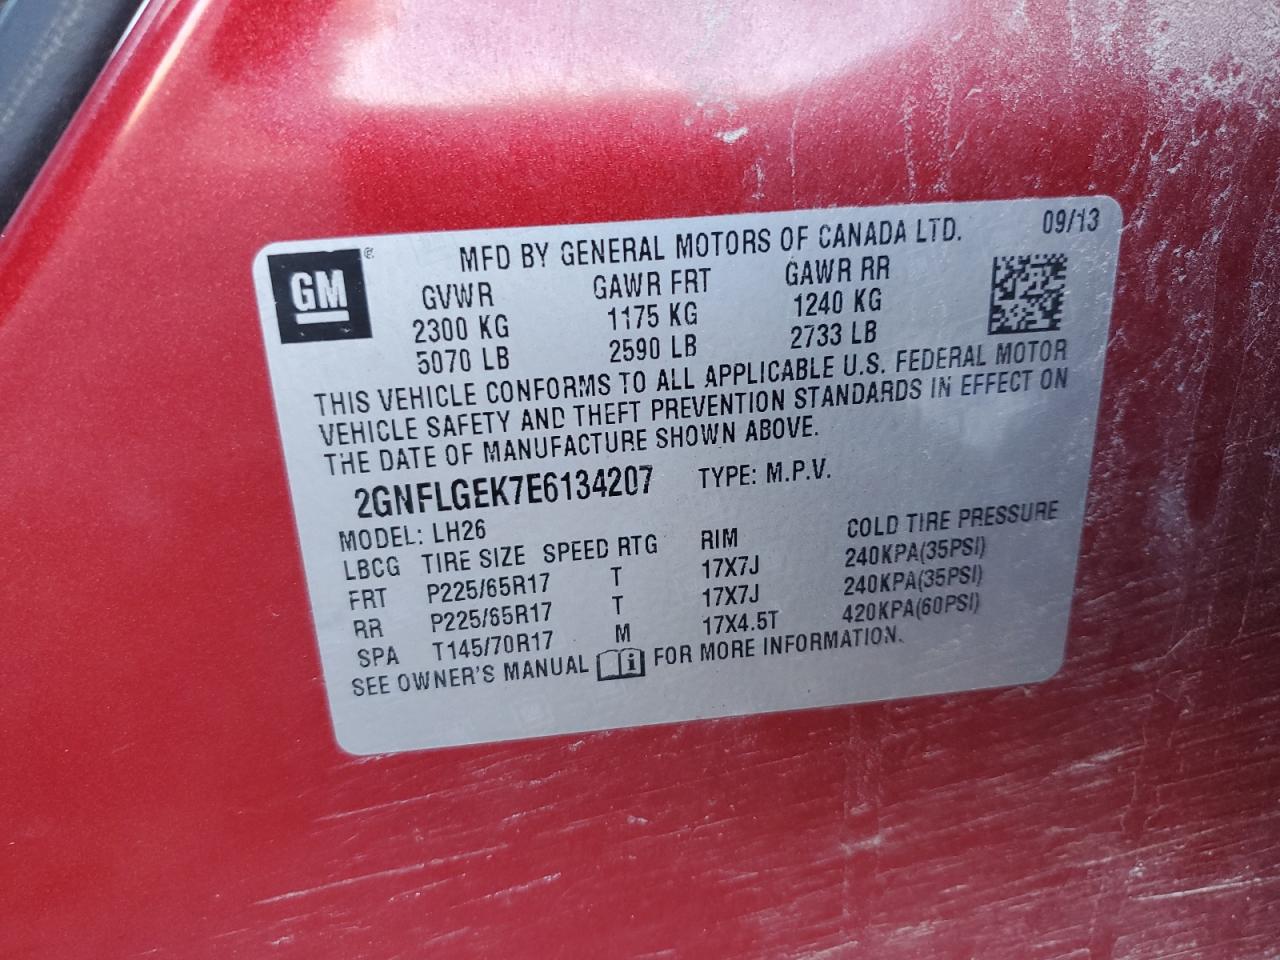 MFD BY GENERAL MOTORS OF CANADA LTD. 09/13
GM ©
GVWR GAWR FRT GAWR RR
2300 KG 1175 KG 1240 KG
5070 LB 2590 LB 2733 LB
THIS VEHICLE CONFORMS TO ALL APPLICABLE U.S. FEDERAL MOTOR
VEHICLE SAFETY AND THEFT PREVENTION STANDARDS IN EFFECT ON
THE DATE OF MANUFACTURE SHOWN ABOVE.
2GNFLGEK7E6134207 TYPE: M.P.V.
MODEL: LH26
LBCG TIRE SIZE SPEED RTG RIM COLD TIRE PRESSURE
FRT P225/65R17 T 17X7J 240KPA(35PSI)
RR P225/65R17 T 17X7J 240KPA(35PSI)
SPA T145/70R17 M 17X4.5T 420KPA(60PSI)
SEE OWNER'S MANUAL i FOR MORE INFORMATION.